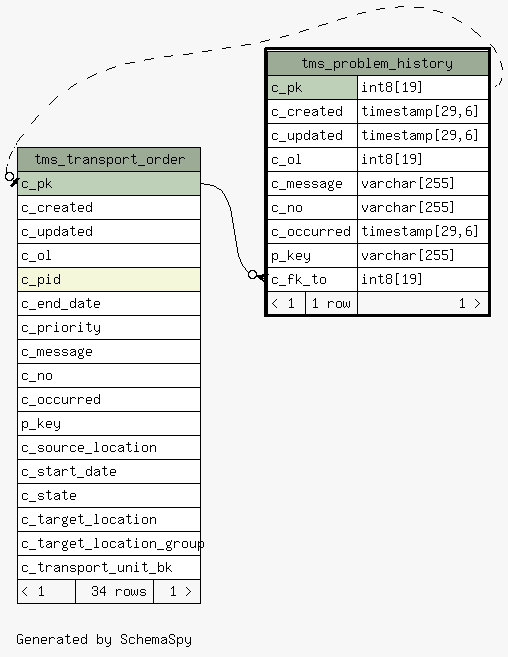 tms_problem_history
c_pk int8[19]
c_created timestamp[29,6]
c_updated timestamp[29,6]
c_ol int8[19]
c_message varchar[255]
c_no varchar[255]
c_occurred timestamp[29,6]
p_key varchar[255]
c_fk_to int8[19]
< 1 1 row 1 >
tms_transport_order
c_pk
c_created
c_updated
c_ol
c_pid
c_end_date
c_priority
c_message
c_no
c_occurred
p_key
c_source_location
c_start_date
c_state
c_target_location
c_target_location_group
c_transport_unit_bk
< 1 34 rows 1 >
Generated by SchemaSpy